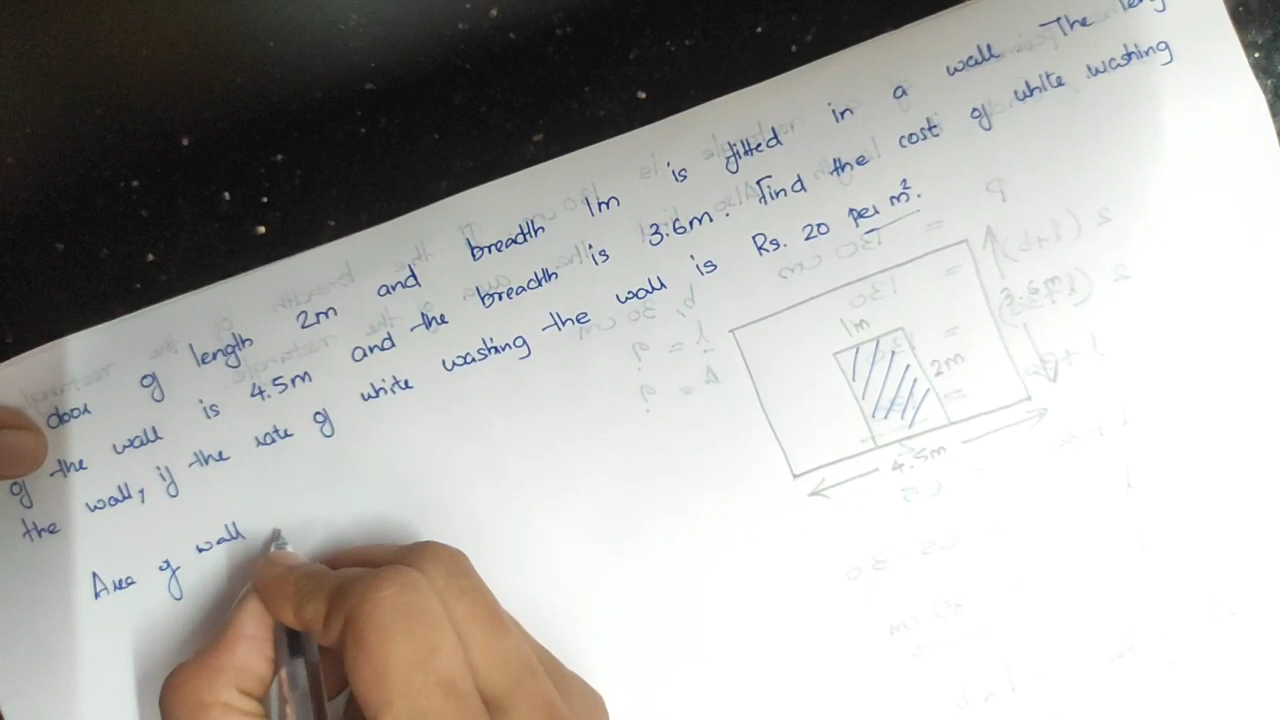 door of length 2m and breadth 1m is fitted in a wall. The leng
of the wall is 4.5m and the breadth is 3.6m. Find the cost of white washing
the wall, if the rate of white washing the wall is Rs. 20 per m².
1m
2m
4.5m
Area of wall